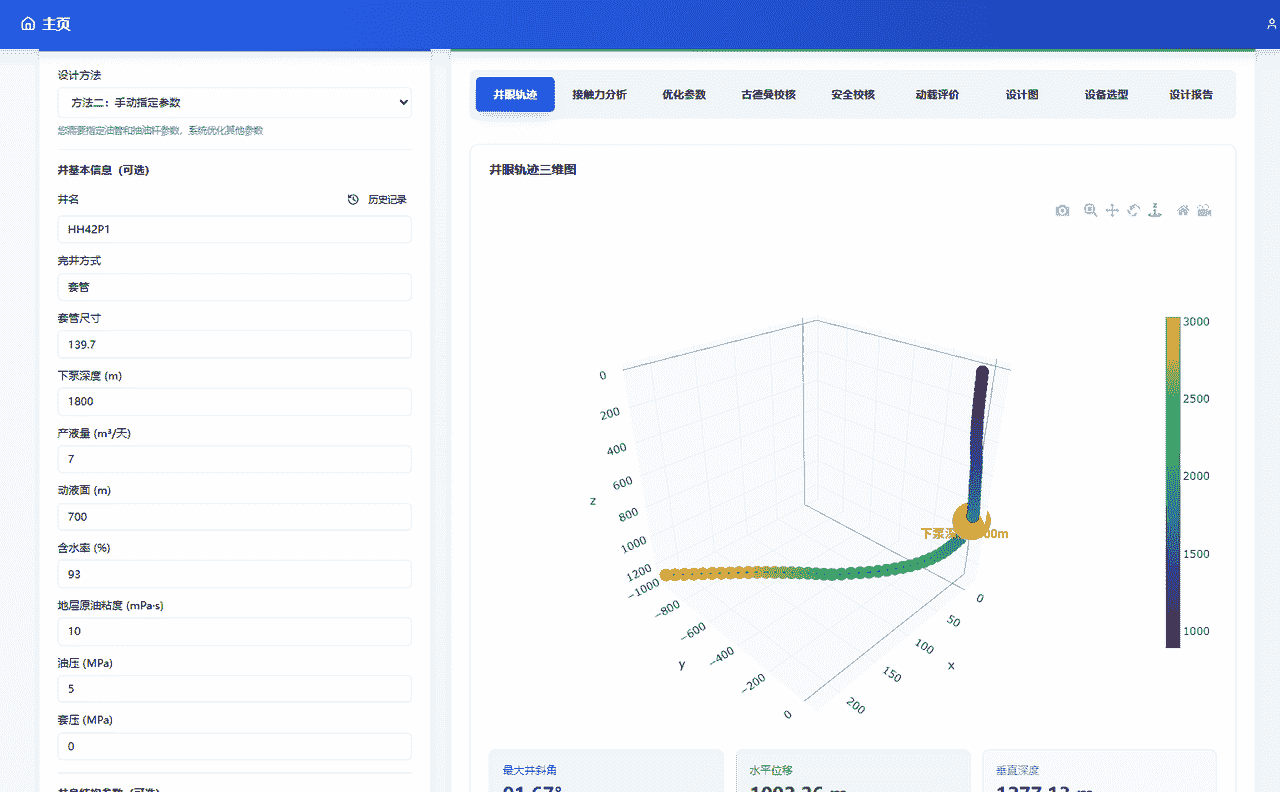 主页
设计方法
方法二：手动指定参数
您需要指定油管和抽油杆参数，系统优化其他参数
井基本信息（可选）
井名
历史记录
HH42P1
完井方式
套管
套管尺寸
139.7
下泵深度 (m)
1800
产液量 (m³/天)
7
动液面 (m)
700
含水率 (%)
93
地层原油粘度 (mPa·s)
10
油压 (MPa)
5
套压 (MPa)
0
井眼轨迹
接触力分析
优化参数
古德曼校核
安全校核
动载评价
设计图
设备选型
设计报告
井眼轨迹三维图
0
200
400
600
800
1000
1200
z
−1000
−800
−600
−400
−200
0
y
0
50
100
150
200
x
下泵
00m
3000
2500
2000
1500
1000
最大井斜角
水平位移
垂直深度